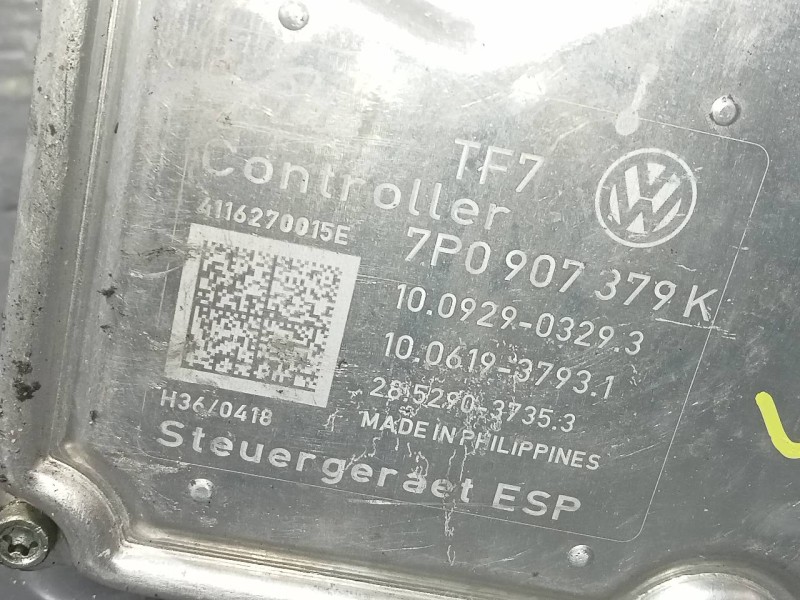 TF7
Controller
4116270015E
7P0 907 379 K
10.0929-0329.3
10.0619-3793.1
28.5290-3735.3
H36/0418
MADE IN PHILIPPINES
Steuergeraet ESP